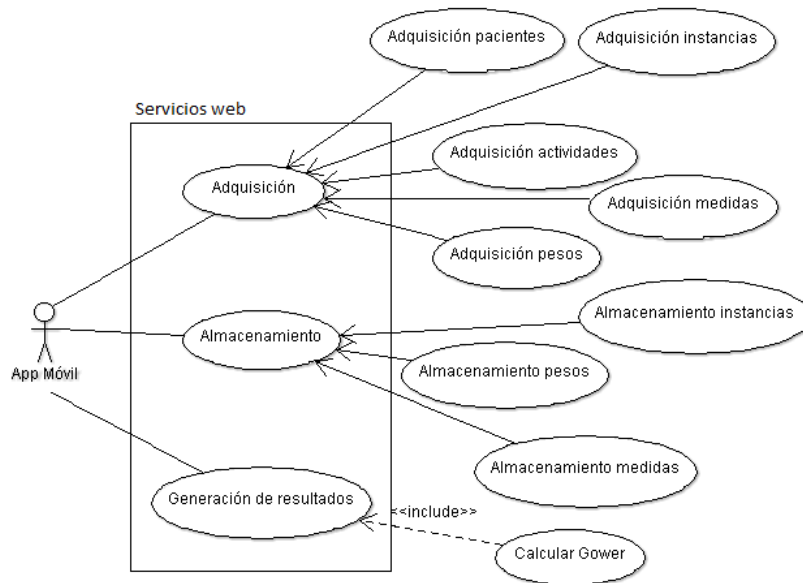 Adquisición pacientes
Adquisición instancias
Servicios web
Adquisición actividades
Adquisición
Adquisición medidas
Adquisición pesos
Almacenamiento instancias
Almacenamiento
App Móvil
Almacenamiento pesos
Almacenamiento medidas
Generación de resultados
<<include>>
Calcular Gower